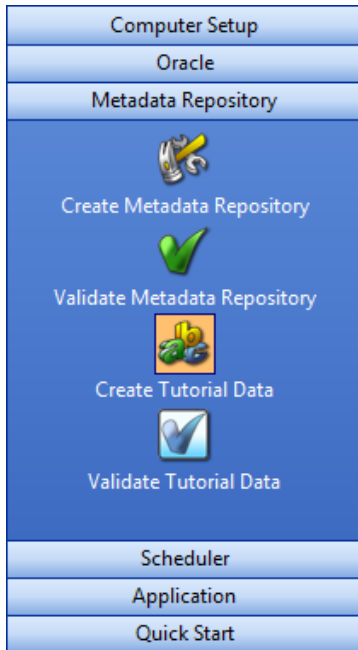 Computer Setup
Oracle
Metadata Repository
Create Metadata Repository
Validate Metadata Repository
abc
Create Tutorial Data
Validate Tutorial Data
Scheduler
Application
Quick Start